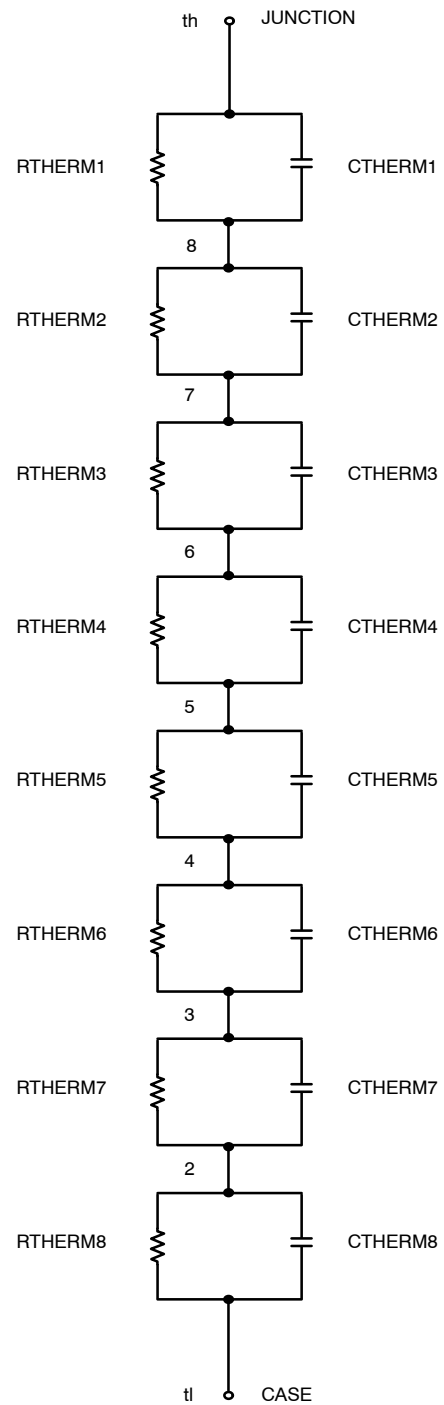 th JUNCTION
RTHERM1 CTHERM1
8
RTHERM2 CTHERM2
7
RTHERM3 CTHERM3
6
RTHERM4 CTHERM4
5
RTHERM5 CTHERM5
4
RTHERM6 CTHERM6
3
RTHERM7 CTHERM7
2
RTHERM8 CTHERM8
tl CASE